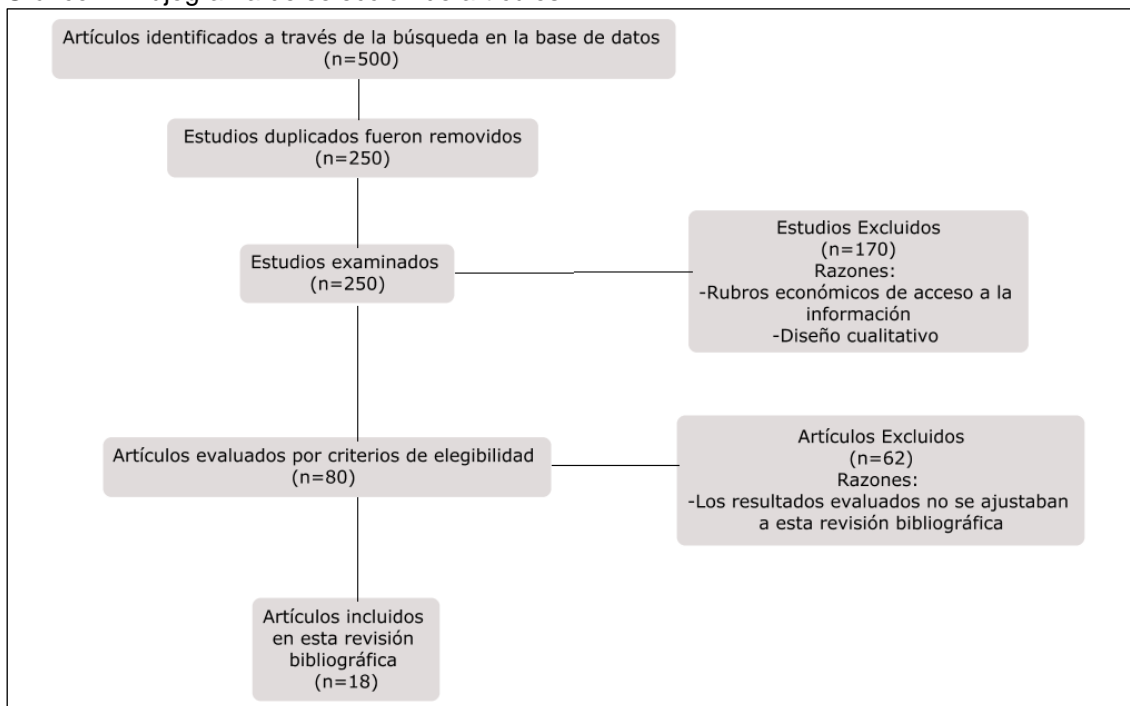 Artículos identificados a través de la búsqueda en la base de datos
(n=500)
Estudios duplicados fueron removidos
(n=250)
Estudios examinados
(n=250)
Estudios Excluidos
(n=170)
Razones:
-Rubros económicos de acceso a la
información
-Diseño cualitativo
Artículos evaluados por criterios de elegibilidad
(n=80)
Artículos Excluidos
(n=62)
Razones:
-Los resultados evaluados no se ajustaban
a esta revisión bibliográfica
Artículos incluidos
en esta revisión
bibliográfica
(n=18)